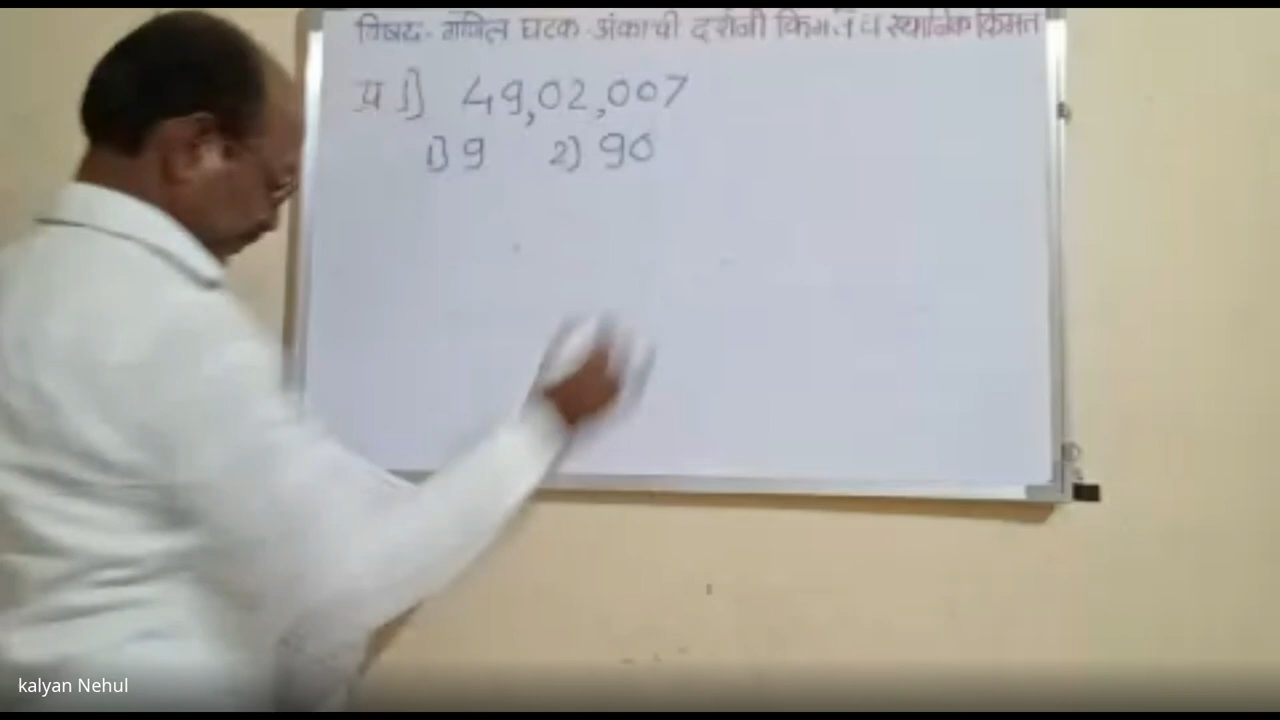 विषय - गणित घटक - अंकाची दर्शनी किंमत व स्थानिक किंमत
प्र 1) 49,02,007
1) 9 2) 90
kalyan Nehul